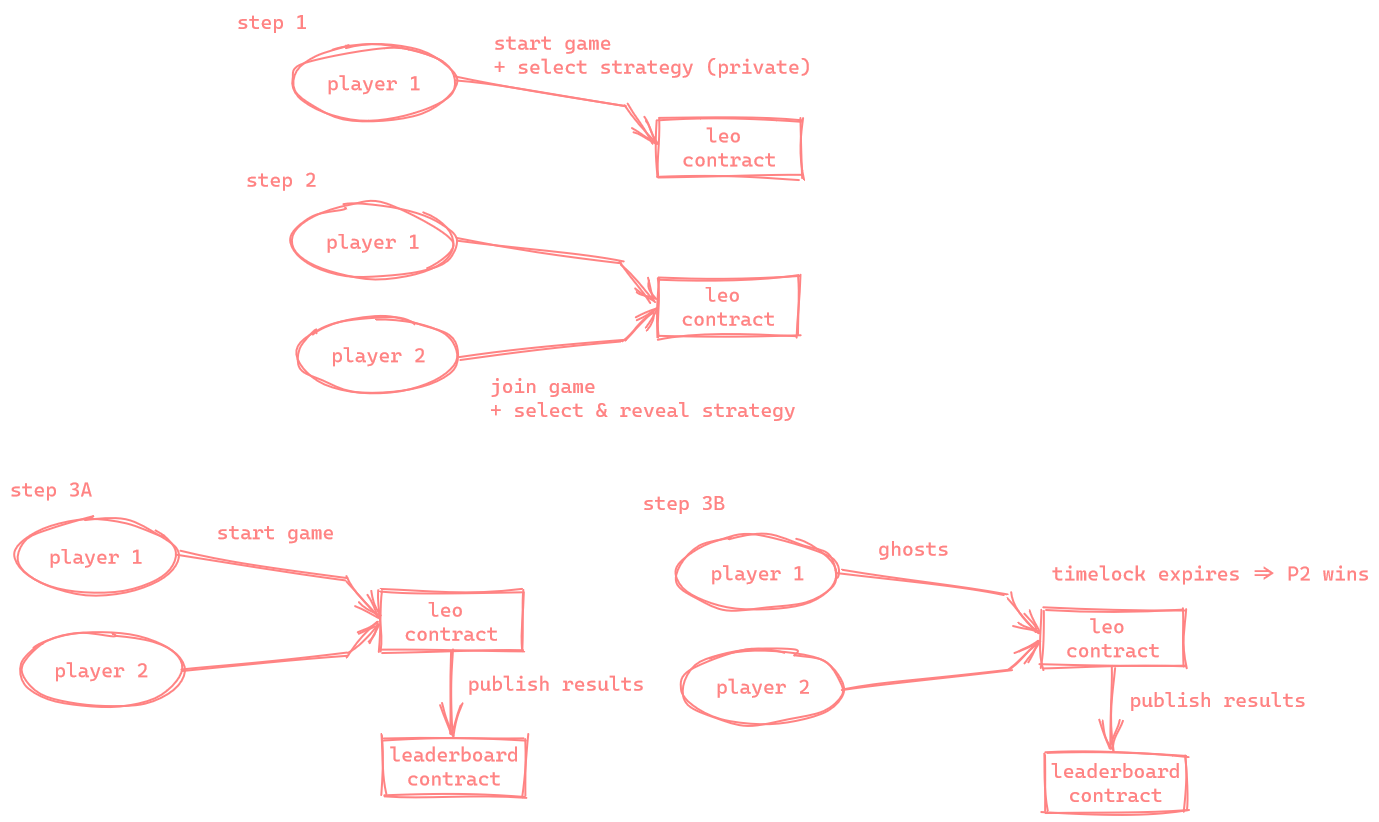 step 1
start game
+ select strategy (private)
player 1
leo
contract
step 2
player 1
leo
contract
player 2
join game
+ select & reveal strategy
step 3A
start game
player 1
leo
contract
player 2
publish results
leaderboard
contract
step 3B
ghosts
player 1
timelock expires => P2 wins
leo
contract
player 2
publish results
leaderboard
contract